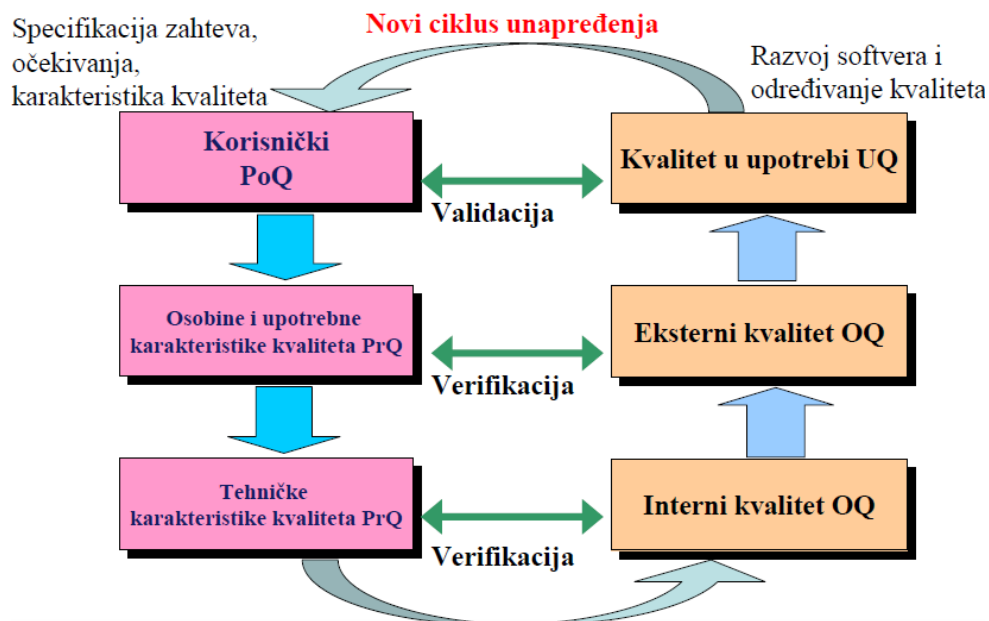 Novi ciklus unapređenja
Specifikacija zahteva,
očekivanja,
karakteristika kvaliteta
Razvoj softvera i
određivanje kvaliteta
Korisnički
PoQ
Validacija
Kvalitet u upotrebi UQ
Osobine i upotrebne
karakteristike kvaliteta PrQ
Verifikacija
Eksterni kvalitet OQ
Tehničke
karakteristike kvaliteta PrQ
Verifikacija
Interni kvalitet OQ